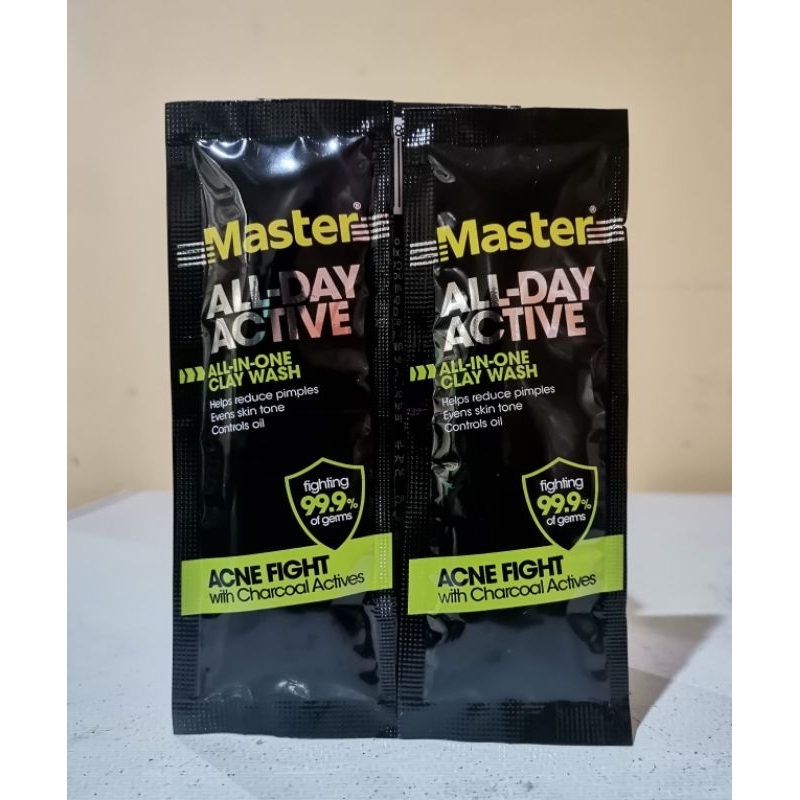 Master®
ALL-DAY
ACTIVE
ALL-IN-ONE
CLAY WASH
Helps reduce pimples
Evens skin tone
Controls oil
fighting
99.9%
of germs
ACNE FIGHT
with Charcoal Actives
Master®
ALL-DAY
ACTIVE
ALL-IN-ONE
CLAY WASH
Helps reduce pimples
Evens skin tone
Controls oil
fighting
99.9%
of germs
ACNE FIGHT
with Charcoal Actives